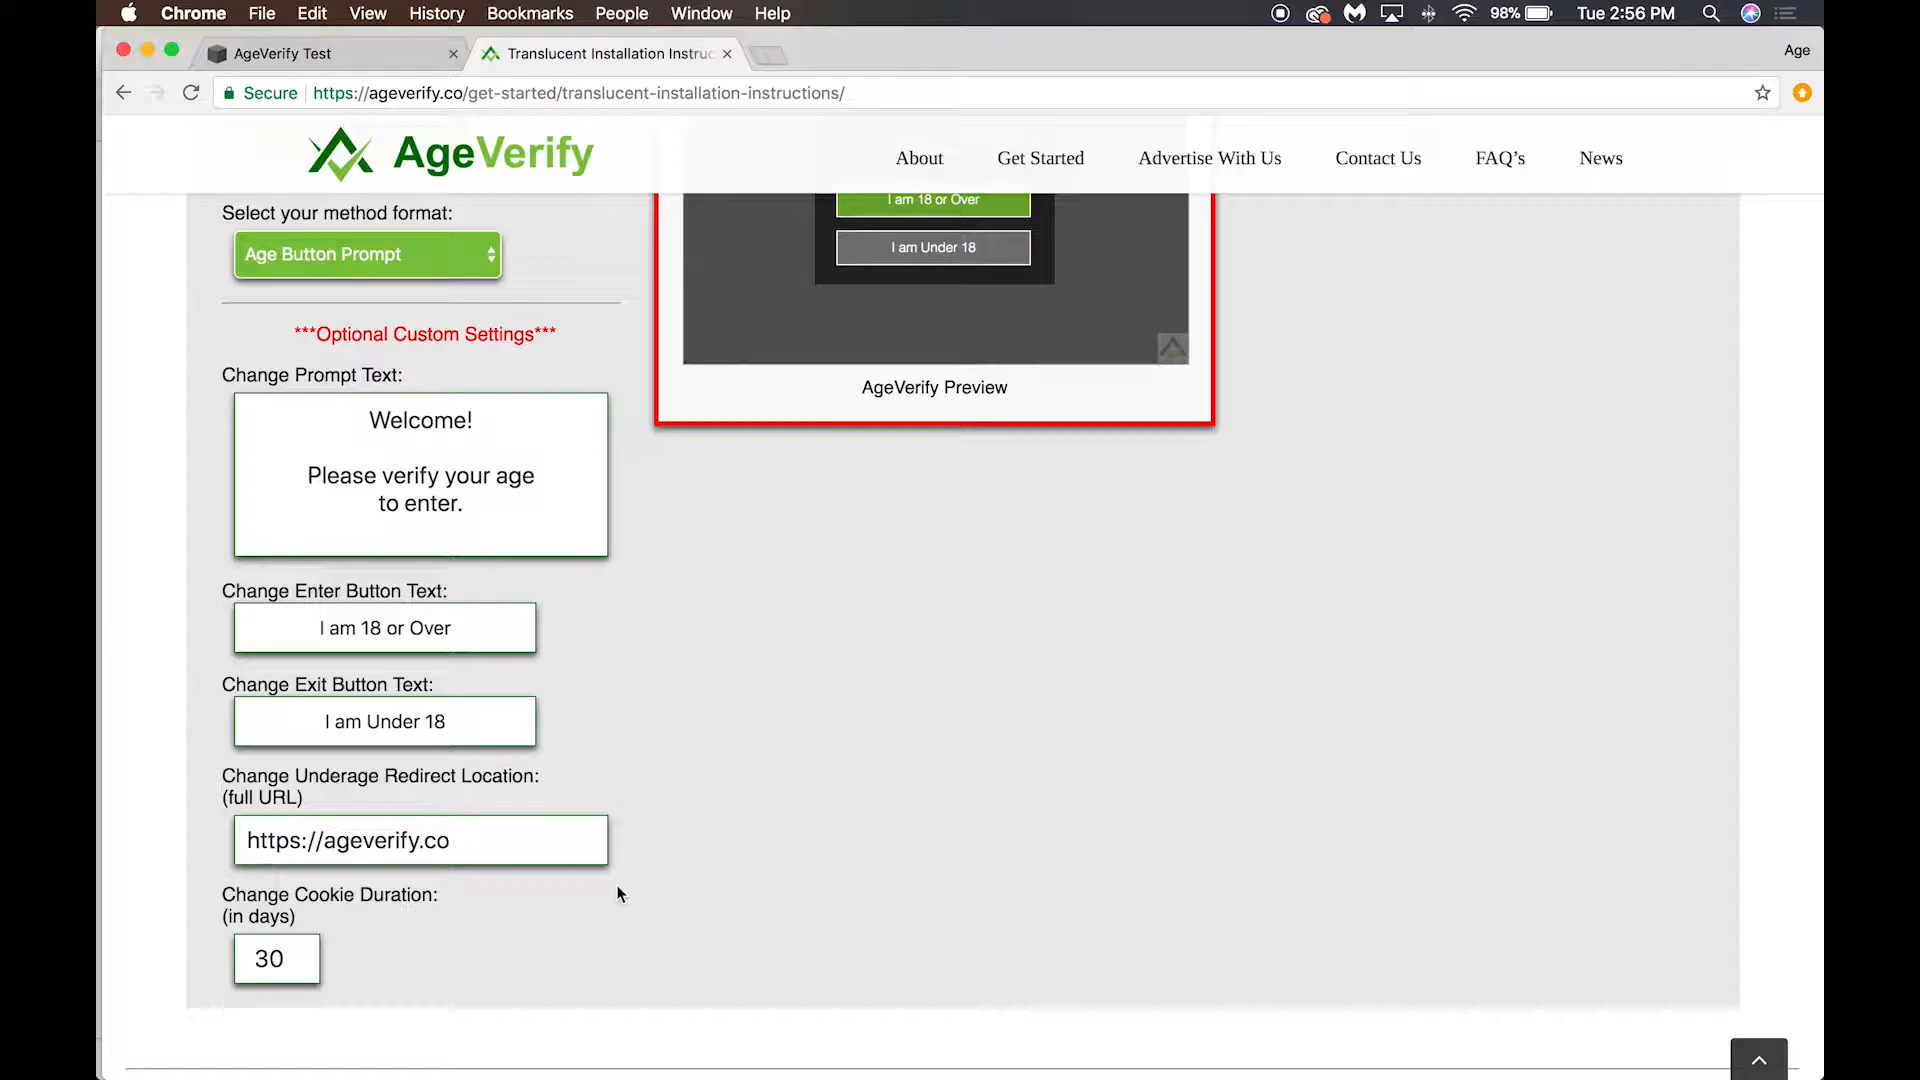 Chrome File Edit View History Bookmarks People Window Help 98% Tue 2:56 PM
AgeVerify Test Translucent Installation Instruc Age
Secure https://ageverify.co/get-started/translucent-installation-instructions/
AgeVerify About Get Started Advertise With Us Contact Us FAQ's News
Select your method format:
Age Button Prompt
I am 18 or Over
I am Under 18
AgeVerify Preview
***Optional Custom Settings***
Change Prompt Text:
Welcome!
Please verify your age
to enter.
Change Enter Button Text:
I am 18 or Over
Change Exit Button Text:
I am Under 18
Change Underage Redirect Location:
(full URL)
https://ageverify.co
Change Cookie Duration:
(in days)
30